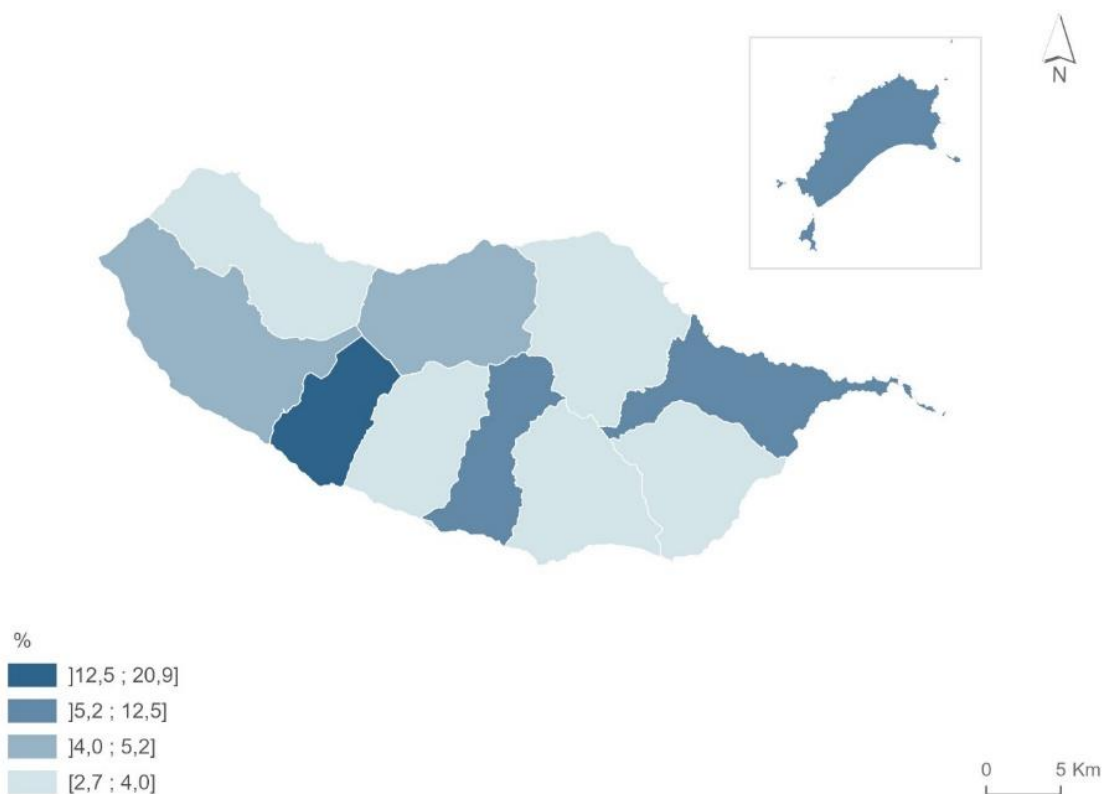 N
%
]12,5 ; 20,9]
]5,2 ; 12,5]
]4,0 ; 5,2]
[2,7 ; 4,0]
0 5 Km